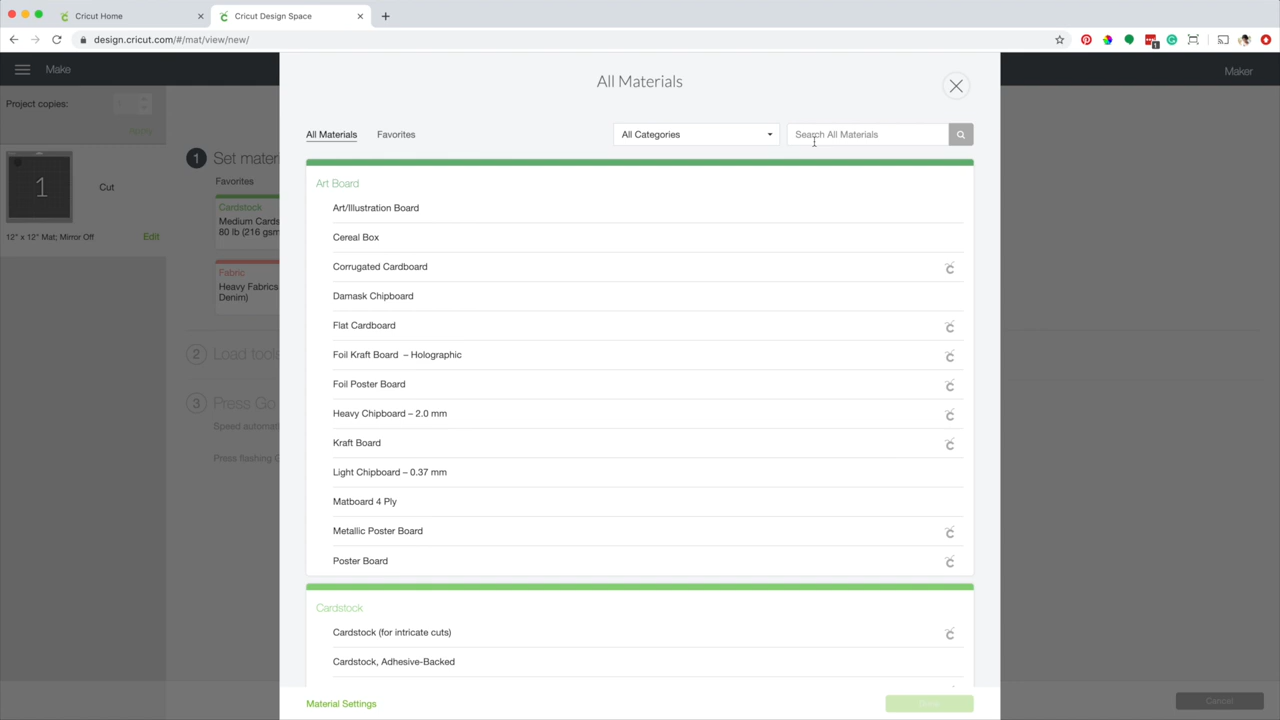 Cricut Home
Cricut Design Space
design.cricut.com/#/mat/view/new/
Make
All Materials
Maker
Project copies:
Apply
1
Cut
12" x 12" Mat; Mirror Off
Edit
1 Set mater
Favorites
Cardstock
Medium Cards
80 lb (216 gsm
Fabric
Heavy Fabrics
Denim)
2 Load tools
3 Press Go
Speed automat
Press flashing G
All Materials
Favorites
All Categories
Search All Materials
Art Board
Art/Illustration Board
Cereal Box
Corrugated Cardboard
Damask Chipboard
Flat Cardboard
Foil Kraft Board – Holographic
Foil Poster Board
Heavy Chipboard – 2.0 mm
Kraft Board
Light Chipboard – 0.37 mm
Matboard 4 Ply
Metallic Poster Board
Poster Board
Cardstock
Cardstock (for intricate cuts)
Cardstock, Adhesive-Backed
Material Settings
Cancel